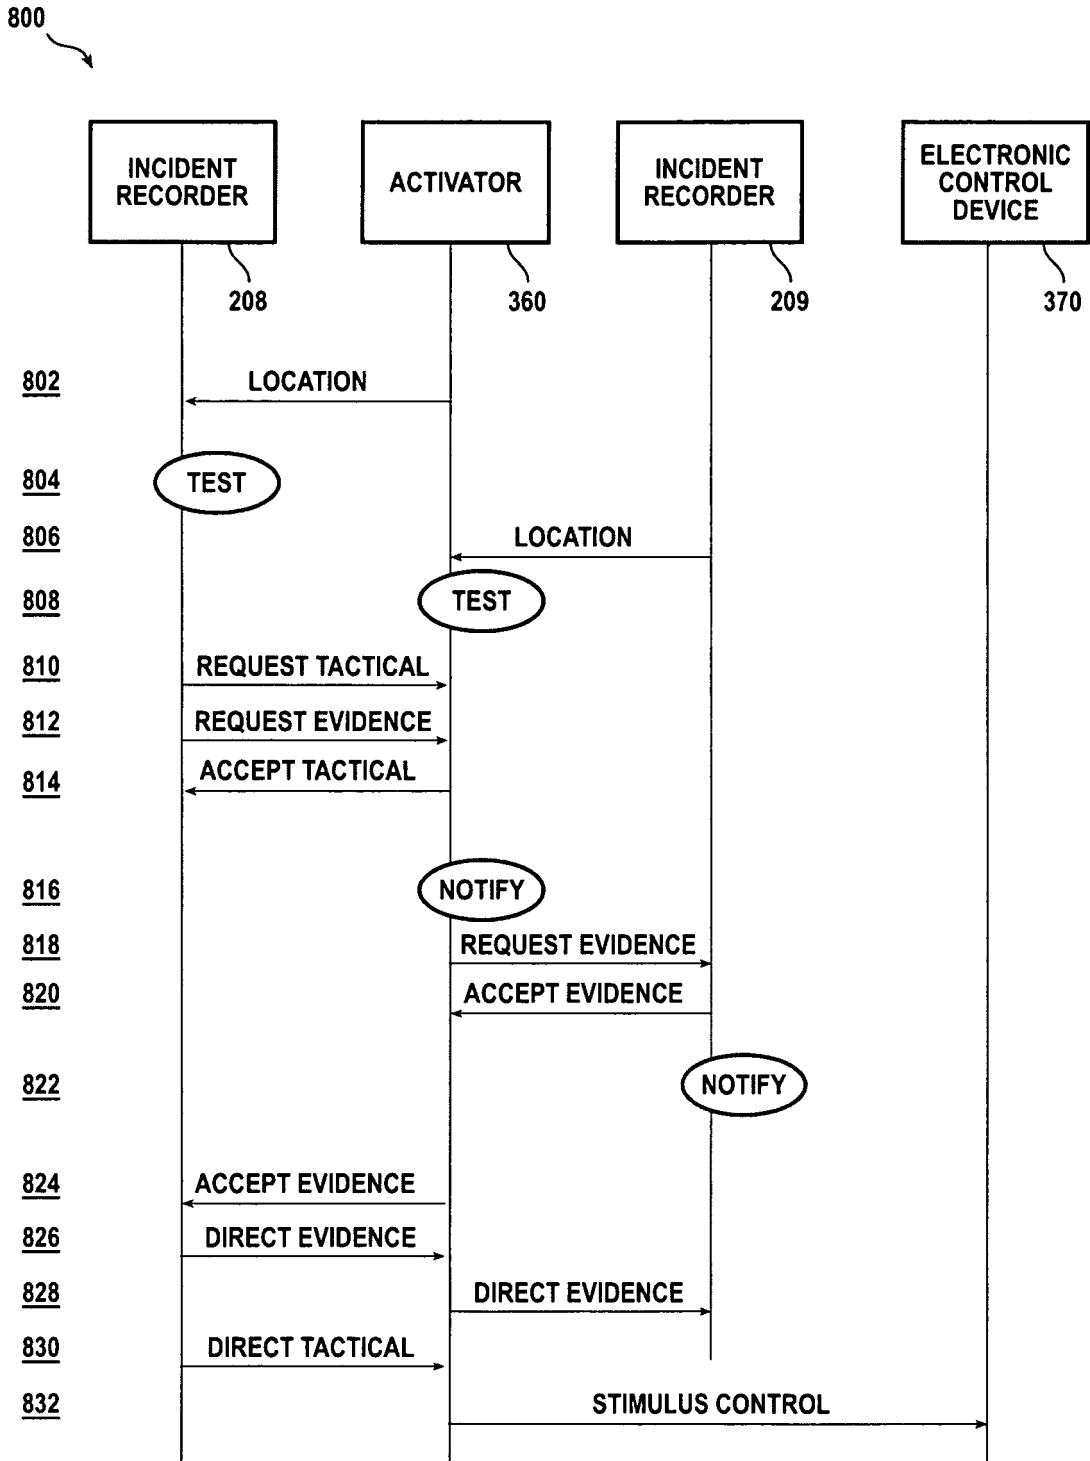 800
INCIDENT
RECORDER
ACTIVATOR
INCIDENT
RECORDER
ELECTRONIC
CONTROL
DEVICE
208
360
209
370
802
LOCATION
804
TEST
806
LOCATION
808
TEST
810
REQUEST TACTICAL
812
REQUEST EVIDENCE
814
ACCEPT TACTICAL
816
NOTIFY
818
REQUEST EVIDENCE
820
ACCEPT EVIDENCE
822
NOTIFY
824
ACCEPT EVIDENCE
826
DIRECT EVIDENCE
828
DIRECT EVIDENCE
830
DIRECT TACTICAL
832
STIMULUS CONTROL